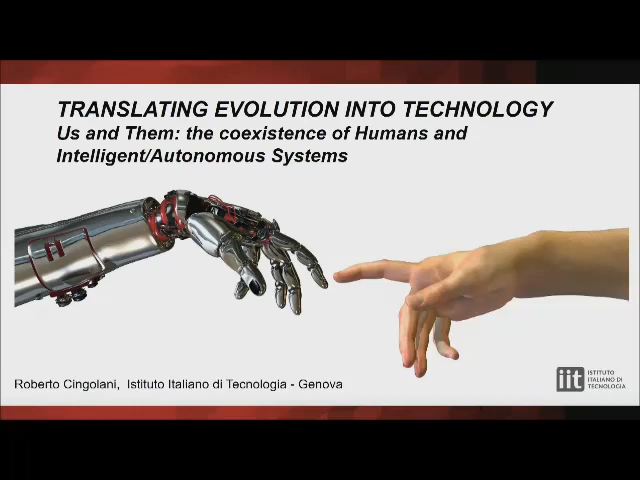 TRANSLATING EVOLUTION INTO TECHNOLOGY
Us and Them: the coexistence of Humans and
Intelligent/Autonomous Systems
Roberto Cingolani, Istituto Italiano di Tecnologia - Genova
iit
ISTITUTO
ITALIANO DI
TECNOLOGIA